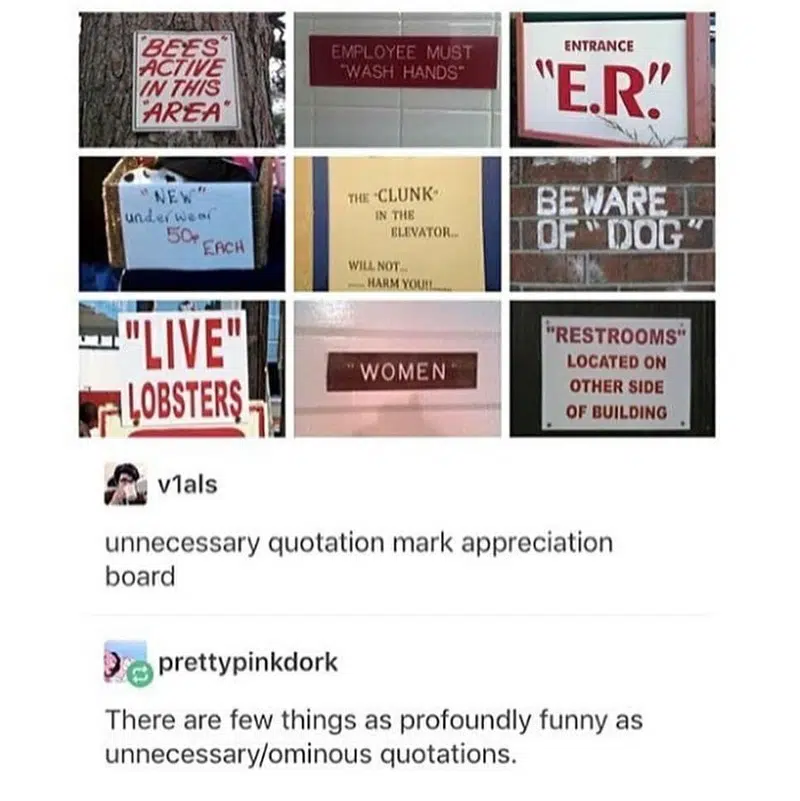 "BEES"
ACTIVE
IN THIS
"AREA"
EMPLOYEE MUST
"WASH HANDS"
ENTRANCE
"E.R."
"NEW"
underwear
50¢
EACH
THE "CLUNK"
IN THE
ELEVATOR...
WILL NOT...
.... HARM YOU!!....
BEWARE
OF "DOG"
"LIVE"
LOBSTERS
"WOMEN"
"RESTROOMS"
LOCATED ON
OTHER SIDE
OF BUILDING
v1als
unnecessary quotation mark appreciation
board
prettypinkdork
There are few things as profoundly funny as
unnecessary/ominous quotations.